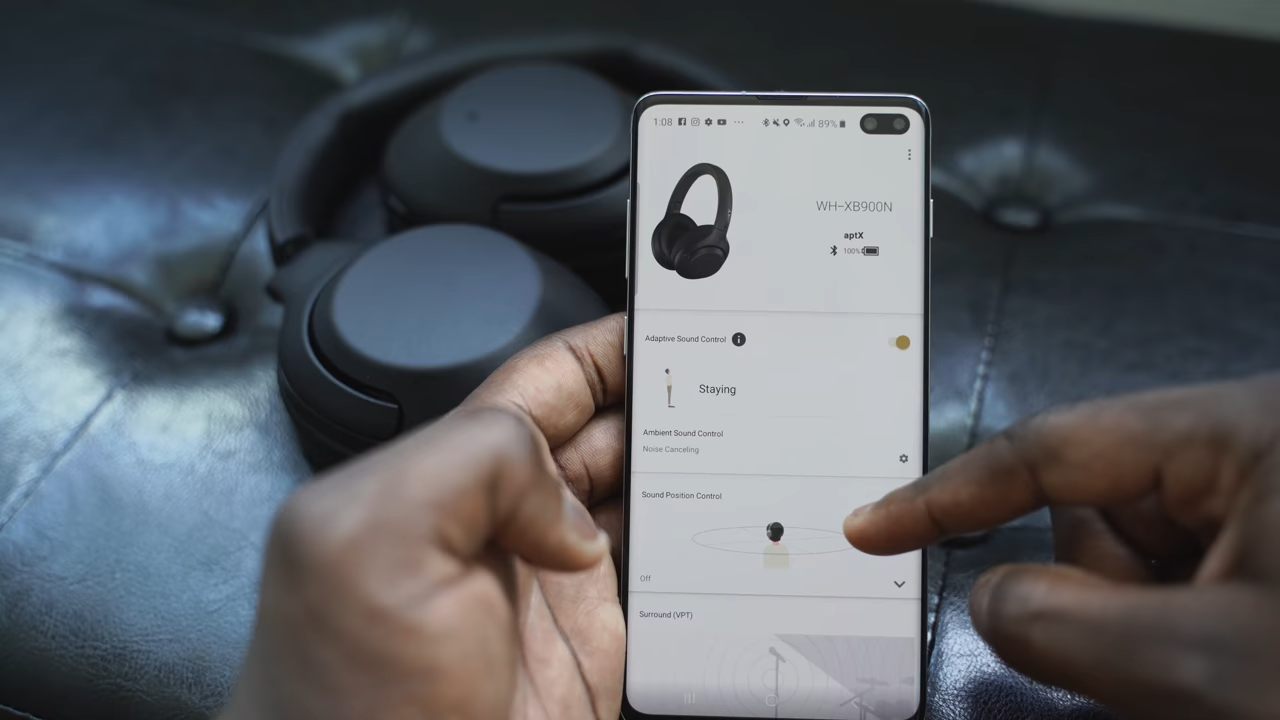 1:08 ... 89%
WH-XB900N
aptX
100%
Adaptive Sound Control
Staying
Ambient Sound Control
Noise Canceling
Sound Position Control
Off
Surround (VPT)